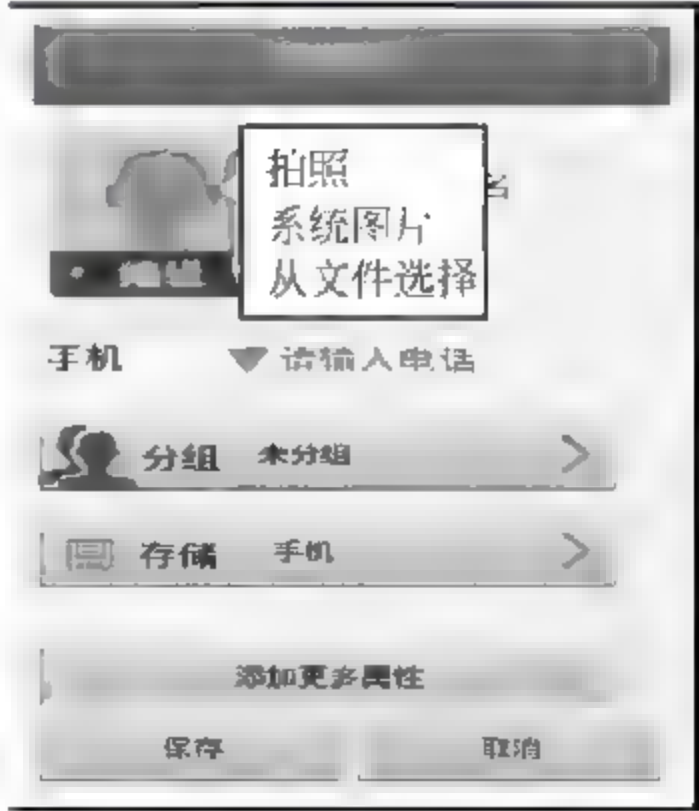 拍照
名
系统图片
从文件选择
手机 请输入电话
分组 未分组
存储 手机
添加更多属性
保存 取消